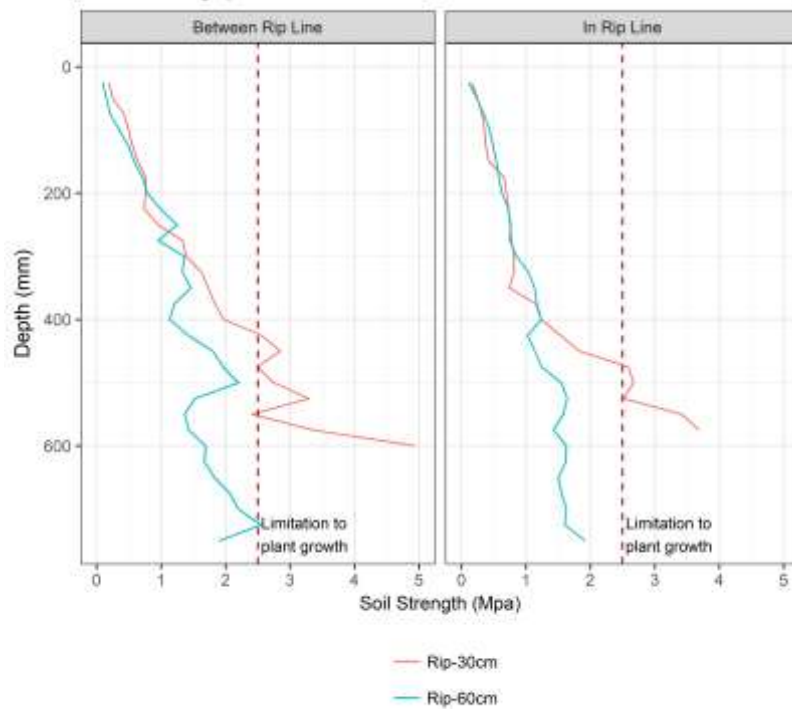 Between Rip Line
In Rip Line
0
200
400
600
Depth (mm)
Limitation to
plant growth
Limitation to
plant growth
0 1 2 3 4 5
0 1 2 3 4 5
Soil Strength (Mpa)
Rip-30cm
Rip-60cm